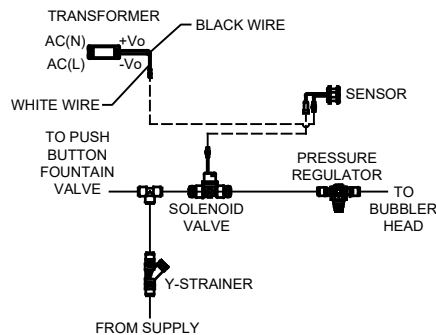 TRANSFORMER
BLACK WIRE
AC(N) +Vo
AC(L) -Vo
SENSOR
WHITE WIRE
TO PUSH
BUTTON
FOUNTAIN
VALVE
PRESSURE
REGULATOR
SOLENOID
VALVE
TO
BUBBLER
HEAD
Y-STRAINER
FROM SUPPLY